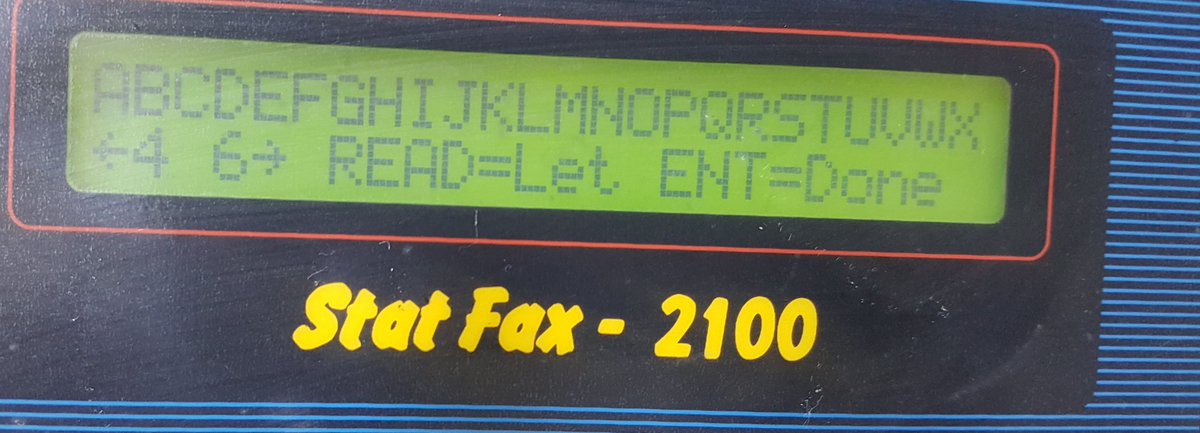 ABCDEFGHIJKLMNOPQRSTUVWX
←4 6→ READ=Let ENT=Done
Stat Fax - 2100